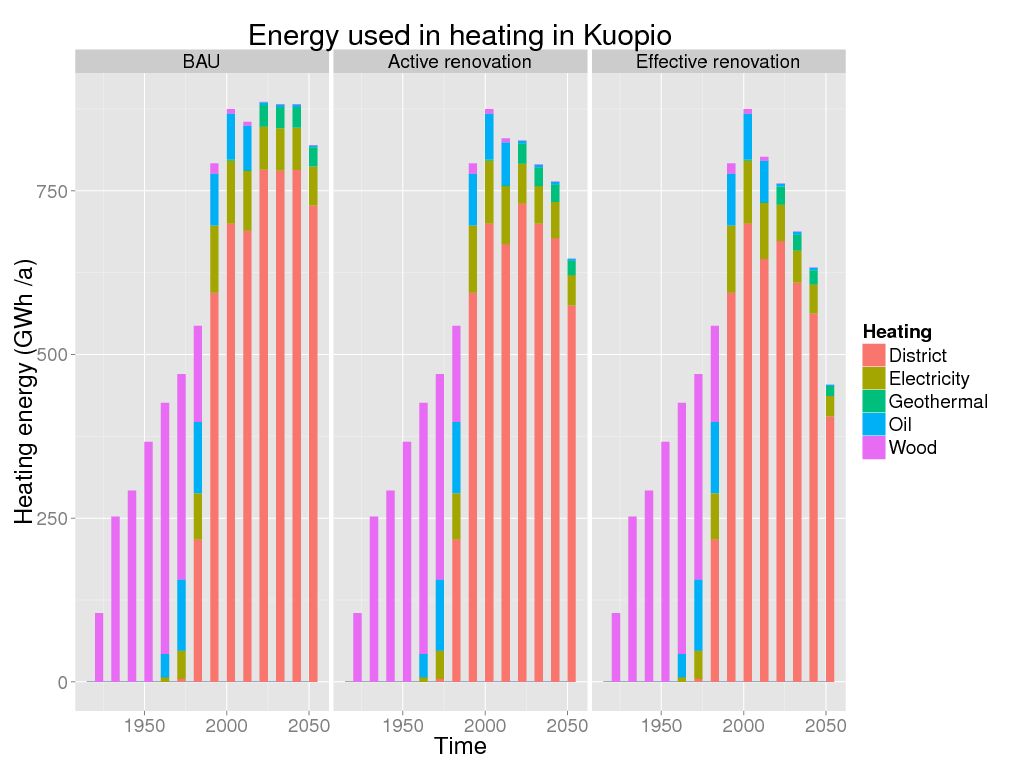 Energy used in heating in Kuopio
BAU
Active renovation
Effective renovation
Heating energy (GWh /a)
750
500
250
0
1950
2000
2050
1950
2000
2050
1950
2000
2050
Time
Heating
District
Electricity
Geothermal
Oil
Wood